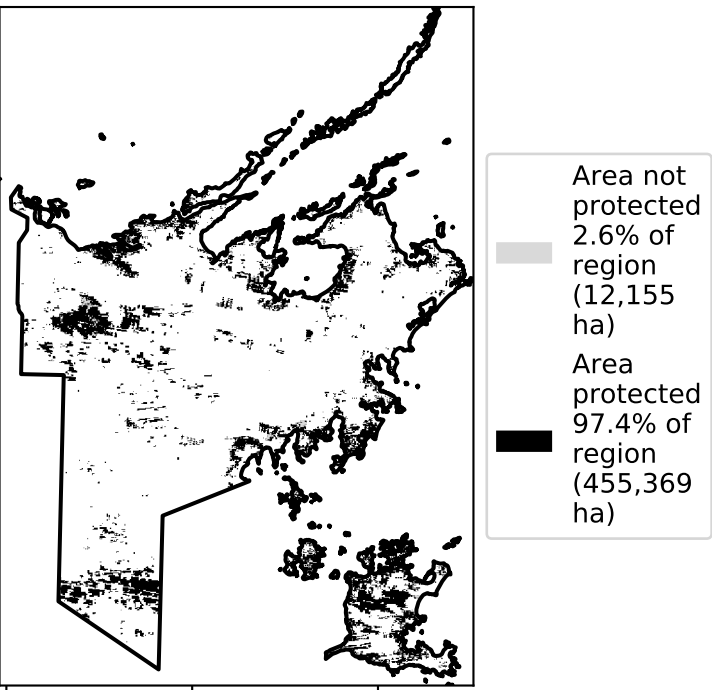 Area not
protected
2.6% of
region
(12,155
ha)
Area
protected
97.4% of
region
(455,369
ha)